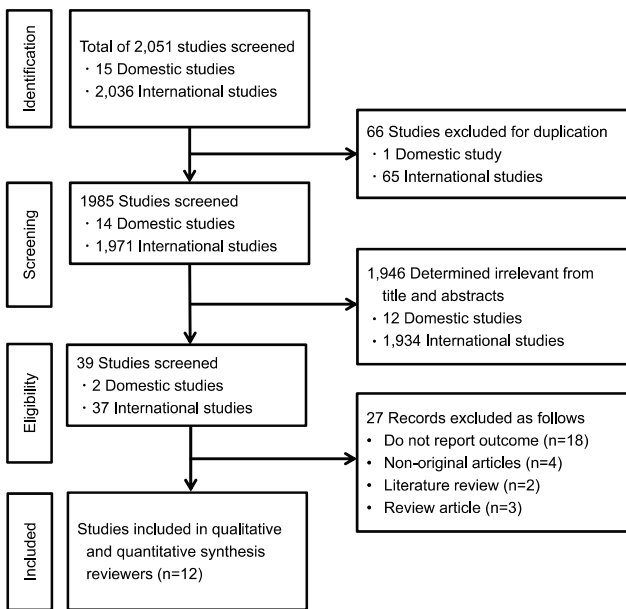 Identification
Total of 2,051 studies screened
· 15 Domestic studies
· 2,036 International studies
66 Studies excluded for duplication
· 1 Domestic study
· 65 International studies
Screening
1985 Studies screened
· 14 Domestic studies
· 1,971 International studies
1,946 Determined irrelevant from
title and abstracts
· 12 Domestic studies
· 1,934 International studies
Eligibility
39 Studies screened
· 2 Domestic studies
· 37 International studies
27 Records excluded as follows
• Do not report outcome (n=18)
• Non-original articles (n=4)
• Literature review (n=2)
• Review article (n=3)
Included
Studies included in qualitative
and quantitative synthesis
reviewers (n=12)